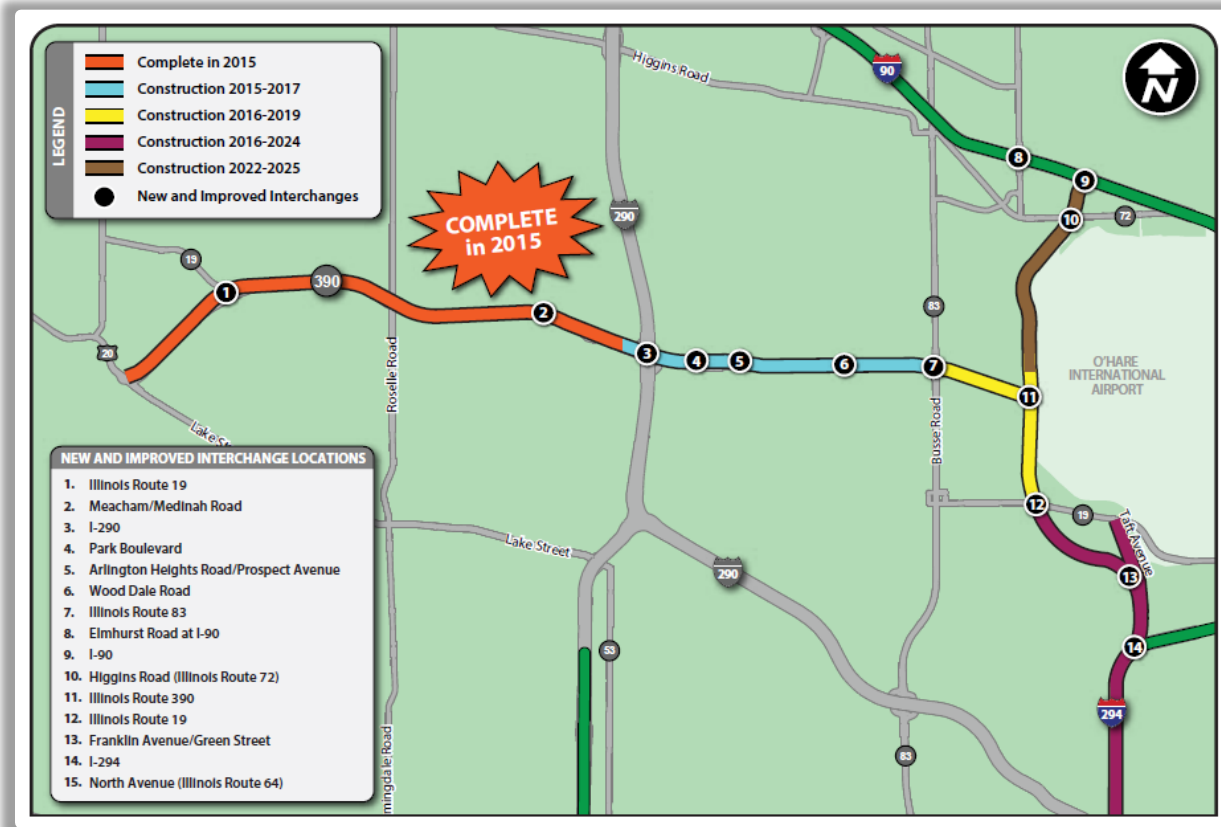 LEGEND
Complete in 2015
Construction 2015-2017
Construction 2016-2019
Construction 2016-2024
Construction 2022-2025
New and Improved Interchanges
N
COMPLETE
in 2015
Higgins Road
90
8
9
10
72
290
19
1
390
2
83
20
3
4
5
6
7
11
O'HARE
INTERNATIONAL
AIRPORT
Roselle Road
Busse Road
Lake St
12
19
Taft Avenue
Lake Street
290
13
53
14
294
83
mingdale Road
NEW AND IMPROVED INTERCHANGE LOCATIONS
1. Illinois Route 19
2. Meacham/Medinah Road
3. I-290
4. Park Boulevard
5. Arlington Heights Road/Prospect Avenue
6. Wood Dale Road
7. Illinois Route 83
8. Elmhurst Road at I-90
9. I-90
10. Higgins Road (Illinois Route 72)
11. Illinois Route 390
12. Illinois Route 19
13. Franklin Avenue/Green Street
14. I-294
15. North Avenue (Illinois Route 64)